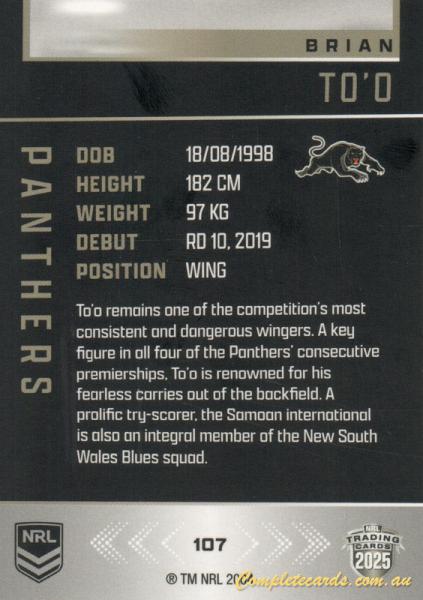 BRIAN
TO'O
PANTHERS
DOB 18/08/1998
HEIGHT 182 CM
WEIGHT 97 KG
DEBUT RD 10, 2019
POSITION WING
To'o remains one of the competition's most
consistent and dangerous wingers. A key
figure in all four of the Panthers' consecutive
premierships, To'o is renowned for his
fearless carries out of the backfield. A
prolific try-scorer, the Samoan international
is also an integral member of the New South
Wales Blues squad.
NRL
107
NRL
TRADING
CARDS
2025
® TM NRL
Completecards.com.au